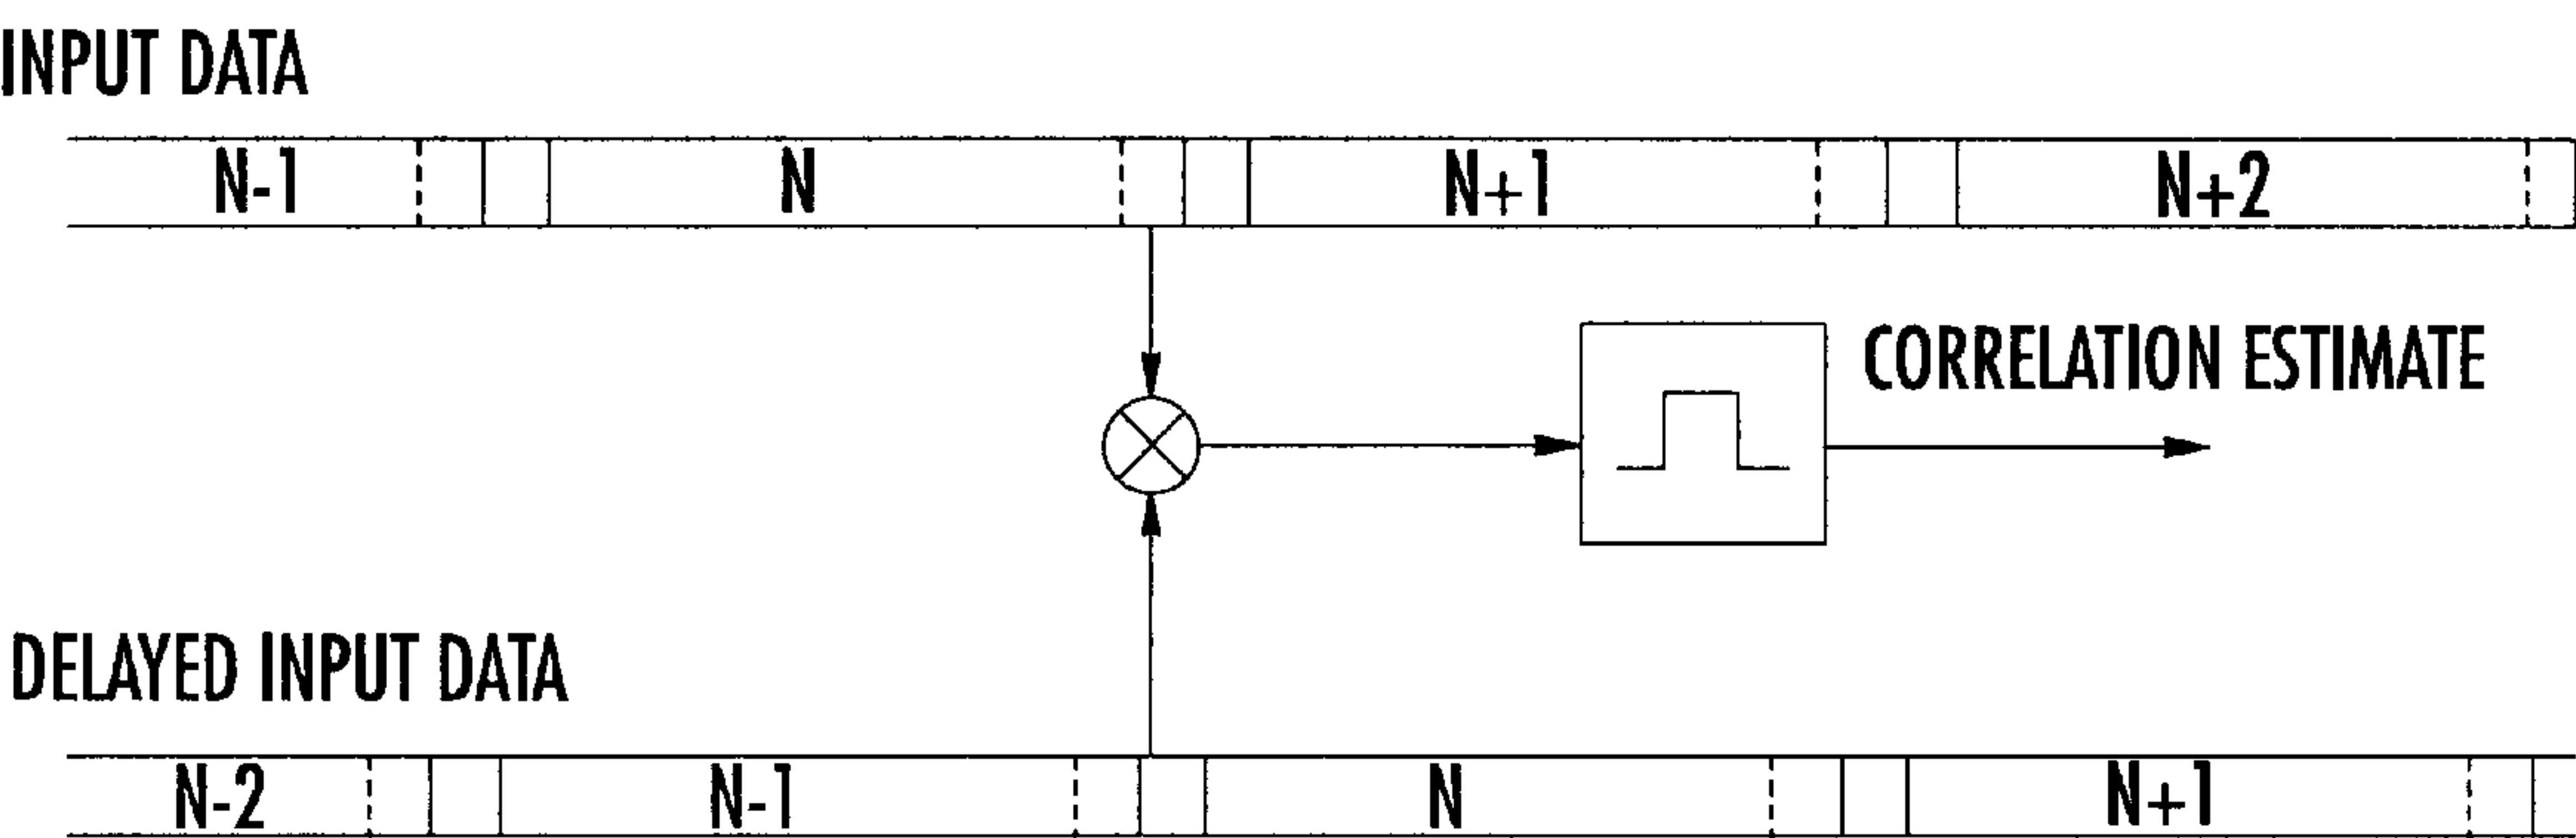 INPUT DATA
N-1 N N+1 N+2
CORRELATION ESTIMATE
DELAYED INPUT DATA
N-2 N-1 N N+1